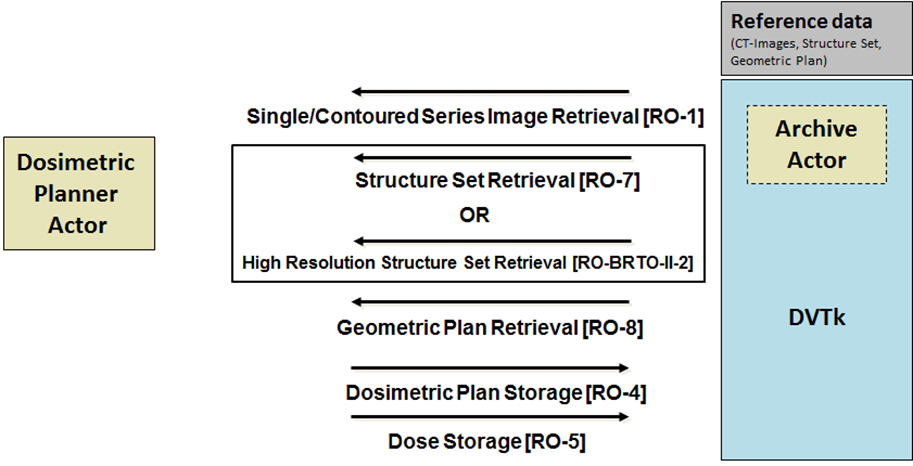 Reference data
(CT-Images, Structure Set,
Geometric Plan)
Single/Contoured Series Image Retrieval [RO-1]
Archive
Actor
Dosimetric
Planner
Actor
Structure Set Retrieval [RO-7]
OR
High Resolution Structure Set Retrieval [RO-BRTO-II-2]
Geometric Plan Retrieval [RO-8]
DVTk
Dosimetric Plan Storage [RO-4]
Dose Storage [RO-5]